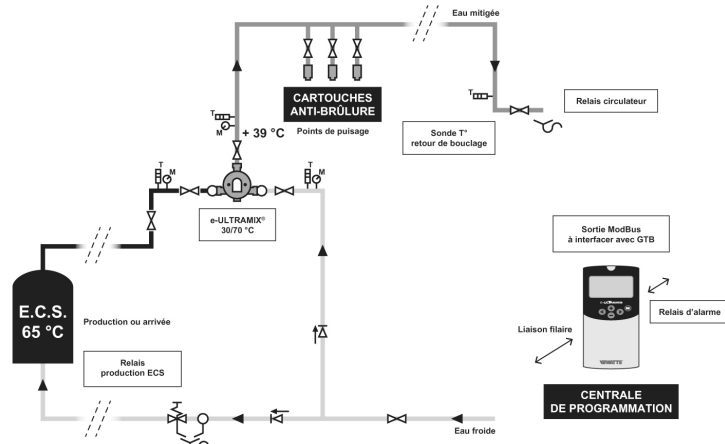 Eau mitigée
T
M
+ 39 °C
CARTOUCHES
ANTI-BRÛLURE
Points de puisage
T
Sonde T°
retour de bouclage
Relais circulateur
T
M
T
M
e-ULTRAMIX®
30/70 °C
Sortie ModBus
à interfacer avec GTB
E.C.S.
65 °C
Production ou arrivée
Relais
production ECS
e-ULTRAMIX
Liaison filaire
Relais d'alarme
WATTS
CENTRALE
DE PROGRAMMATION
Eau froide